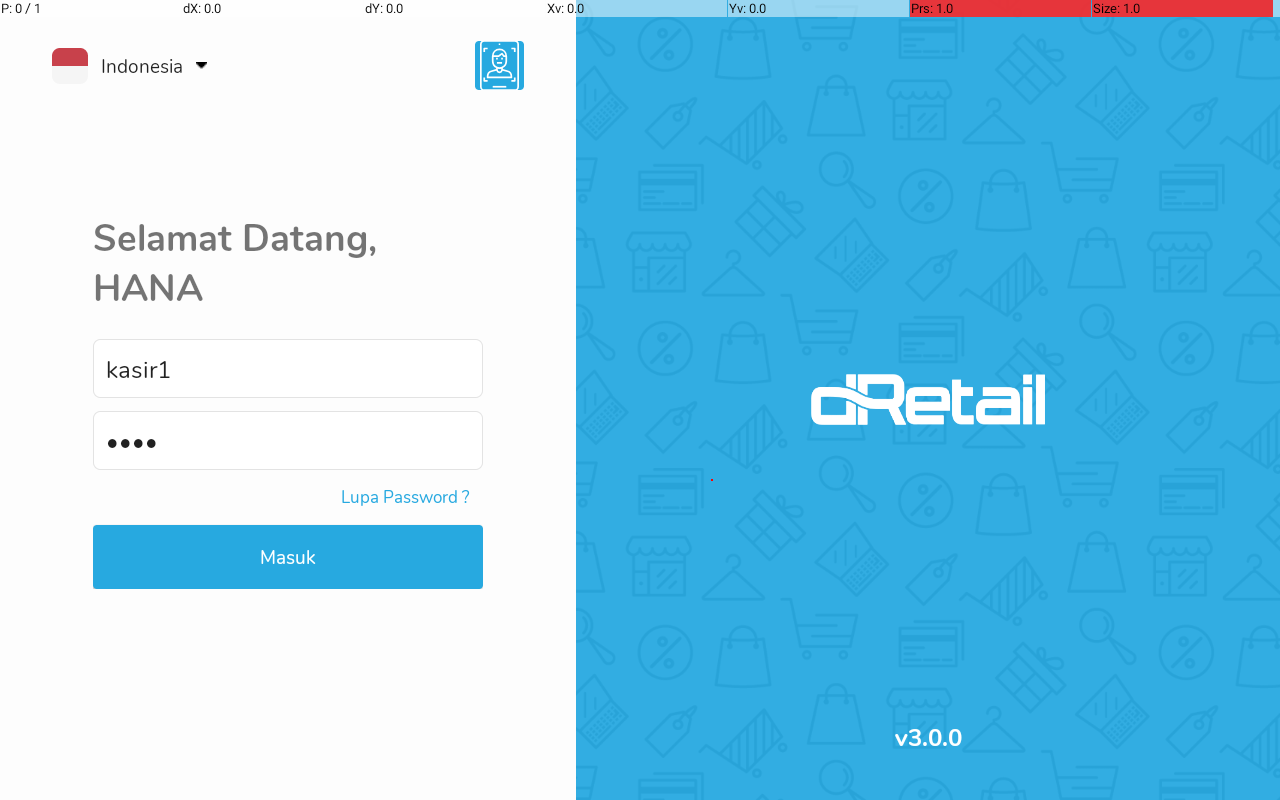 P: 0 / 1 dX: 0.0 dY: 0.0 Xv: 0.0 Yv: 0.0 Prs: 1.0 Size: 1.0
Indonesia
Selamat Datang,
HANA
kasir1
••••
Lupa Password ?
Masuk
dRetail
v3.0.0